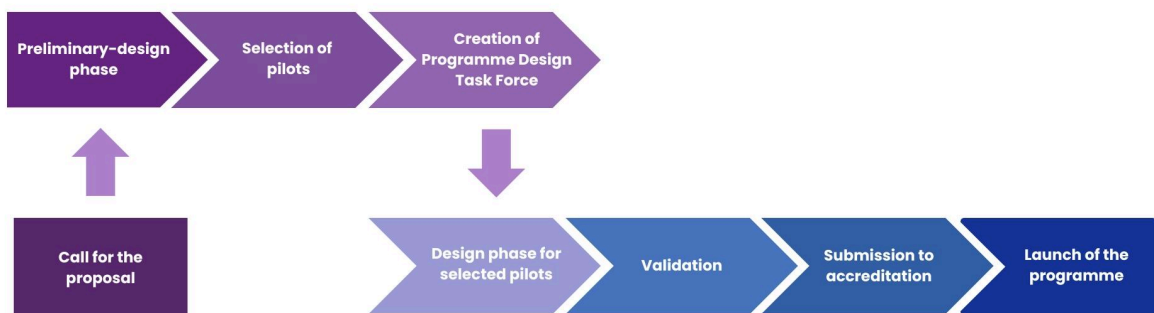 Preliminary-design
phase
Selection of
pilots
Creation of
Programme Design
Task Force
Call for the
proposal
Design phase for
selected pilots
Validation
Submission to
accreditation
Launch of the
programme